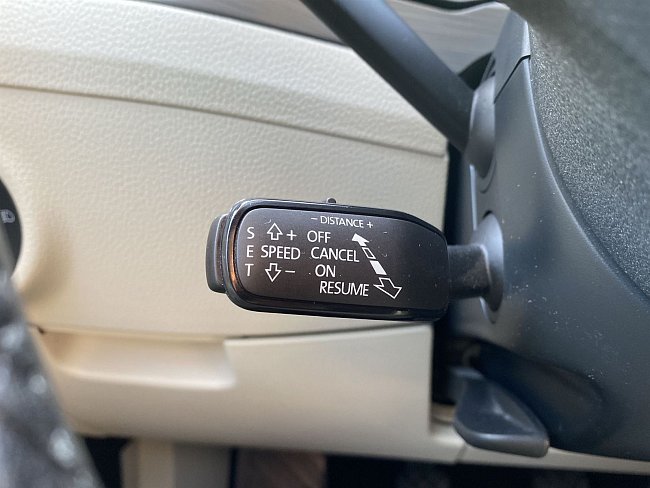 − DISTANCE +
S + OFF
E SPEED CANCEL
T − ON
RESUME